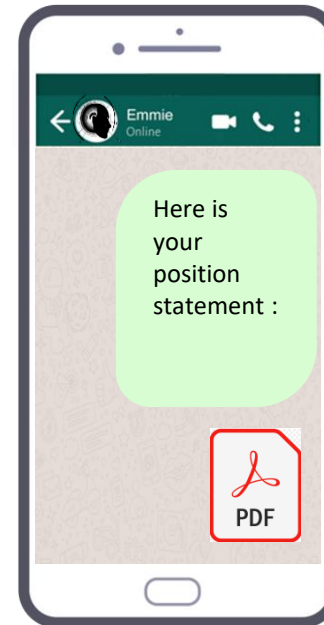 Emmie
Online
Here is
your
position
statement :
PDF